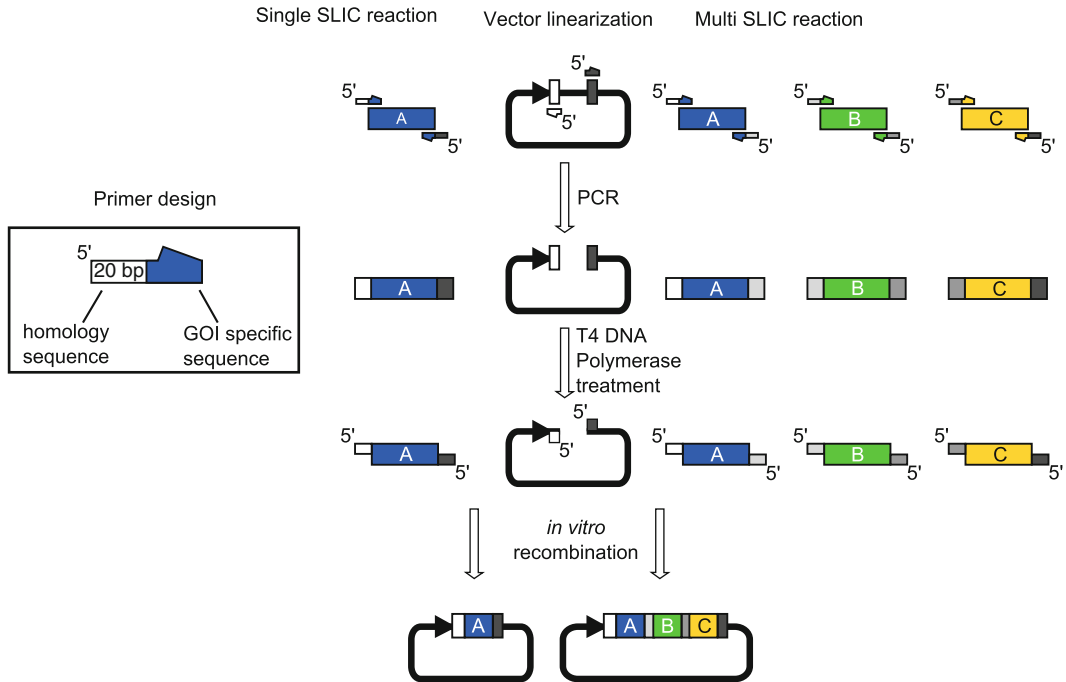 Single SLIC reaction
Vector linearization
Multi SLIC reaction
5'
A
5'
5'
5'
5'
A
5'
5'
B
5'
5'
C
5'
PCR
Primer design
5'
20 bp
homology
sequence
GOI specific
sequence
A
A
B
C
T4 DNA
Polymerase
treatment
5'
A
5'
5'
5'
5'
A
5'
5'
B
5'
5'
C
5'
in vitro
recombination
A
A
B
C